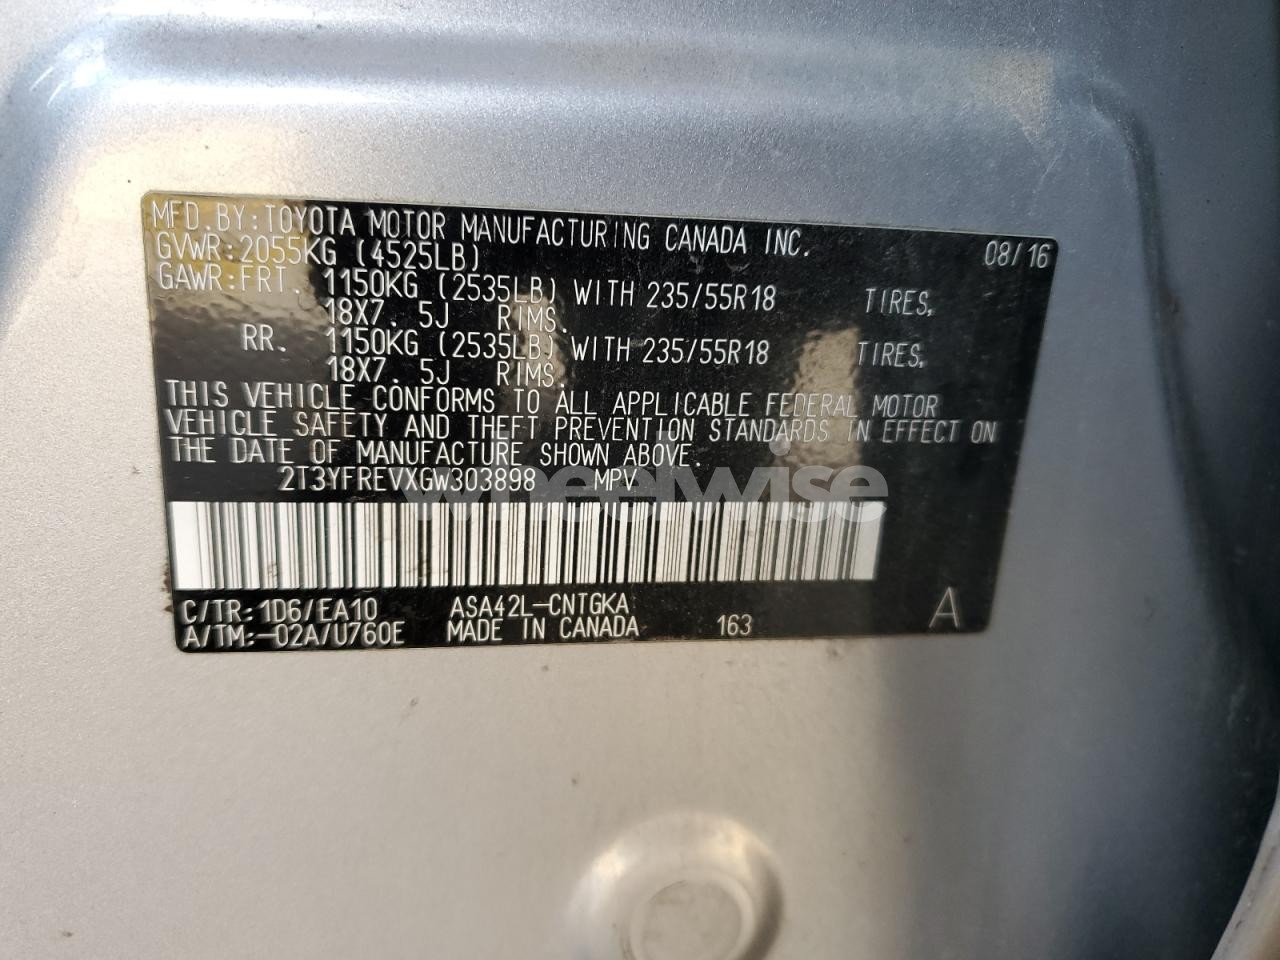 MFD. BY: TOYOTA MOTOR MANUFACTURING CANADA INC. 08/16
GVWR: 2055KG (4525LB)
GAWR: FRT. 1150KG (2535LB) WITH 235/55R18 TIRES,
18X7. 5J RIMS.
RR. 1150KG (2535LB) WITH 235/55R18 TIRES,
18X7. 5J RIMS.
THIS VEHICLE CONFORMS TO ALL APPLICABLE FEDERAL MOTOR
VEHICLE SAFETY AND THEFT PREVENTION STANDARDS IN EFFECT ON
THE DATE OF MANUFACTURE SHOWN ABOVE.
2T3YFREVXGW303898 MPV
wheelwise
C/TR: 1D6/EA10 ASA42L-CNTGKA A
A/TM: -02A/U760E MADE IN CANADA 163